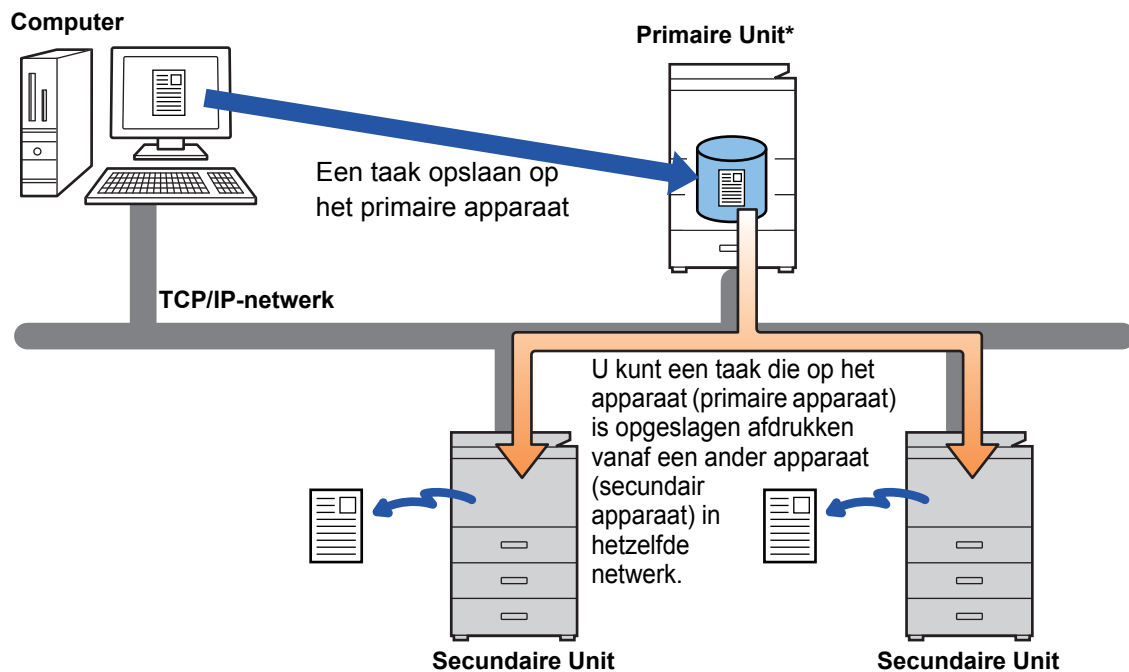 Computer
Primaire Unit*
Een taak opslaan op
het primaire apparaat
TCP/IP-netwerk
U kunt een taak die op het
apparaat (primaire apparaat)
is opgeslagen afdrukken
vanaf een ander apparaat
(secundair
apparaat) in
hetzelfde
netwerk.
Secundaire Unit
Secundaire Unit